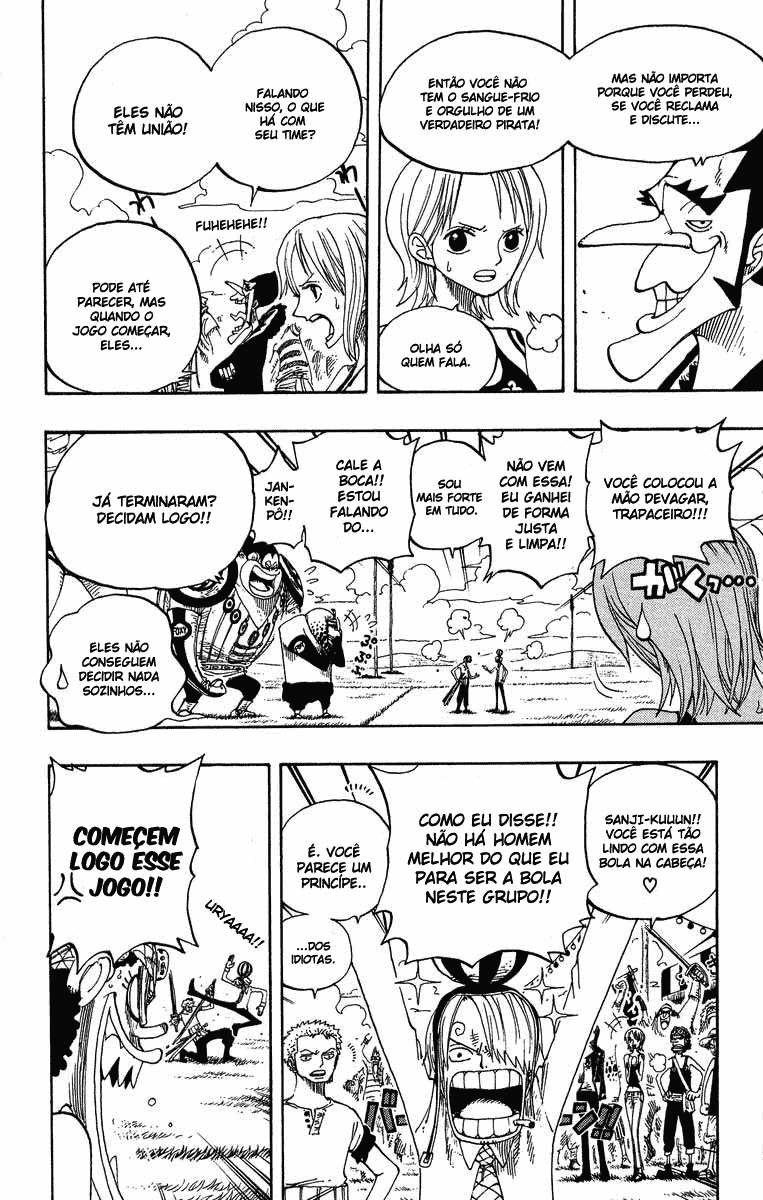 MAS NÃO IMPORTA
PORQUE VOCÊ PERDEU,
SE VOCÊ RECLAMA
E DISCUTE...
ENTÃO VOCÊ NÃO
TEM O SANGUE-FRIO
E ORGULHO DE UM
VERDADEIRO PIRATA!
OLHA SÓ
QUEM FALA.
FALANDO
NISSO, O QUE
HÁ COM
SEU TIME?
ELES NÃO
TÊM UNIÃO!
FUHEHEHE!!
PODE ATÉ
PARECER, MAS
QUANDO O
JOGO COMEÇAR,
ELES...
VOCÊ COLOCOU A
MÃO DEVAGAR,
TRAPACEIRO!!!
NÃO VEM
COM ESSA!
EU GANHEI
DE FORMA
JUSTA
E LIMPA!!
SOU
MAIS FORTE
EM TUDO.
CALE A
BOCA!!
ESTOU
FALANDO
DO...
JAN-
KEN-
PÔ!!
JÁ TERMINARAM?
DECIDAM LOGO!!
ELES NÃO
CONSEGUEM
DECIDIR NADA
SOZINHOS...
ガくッ...
SANJI-KUUUN!!
VOCÊ ESTÁ TÃO
LINDO COM ESSA
BOLA NA CABEÇA!
♡
COMO EU DISSE!!
NÃO HÁ HOMEM
MELHOR DO QUE EU
PARA SER A BOLA
NESTE GRUPO!!
É. VOCÊ
PARECE UM
PRINCÍPE..
...DOS
IDIOTAS.
COMEÇEM
LOGO ESSE
JOGO!!
URYAAAA!!